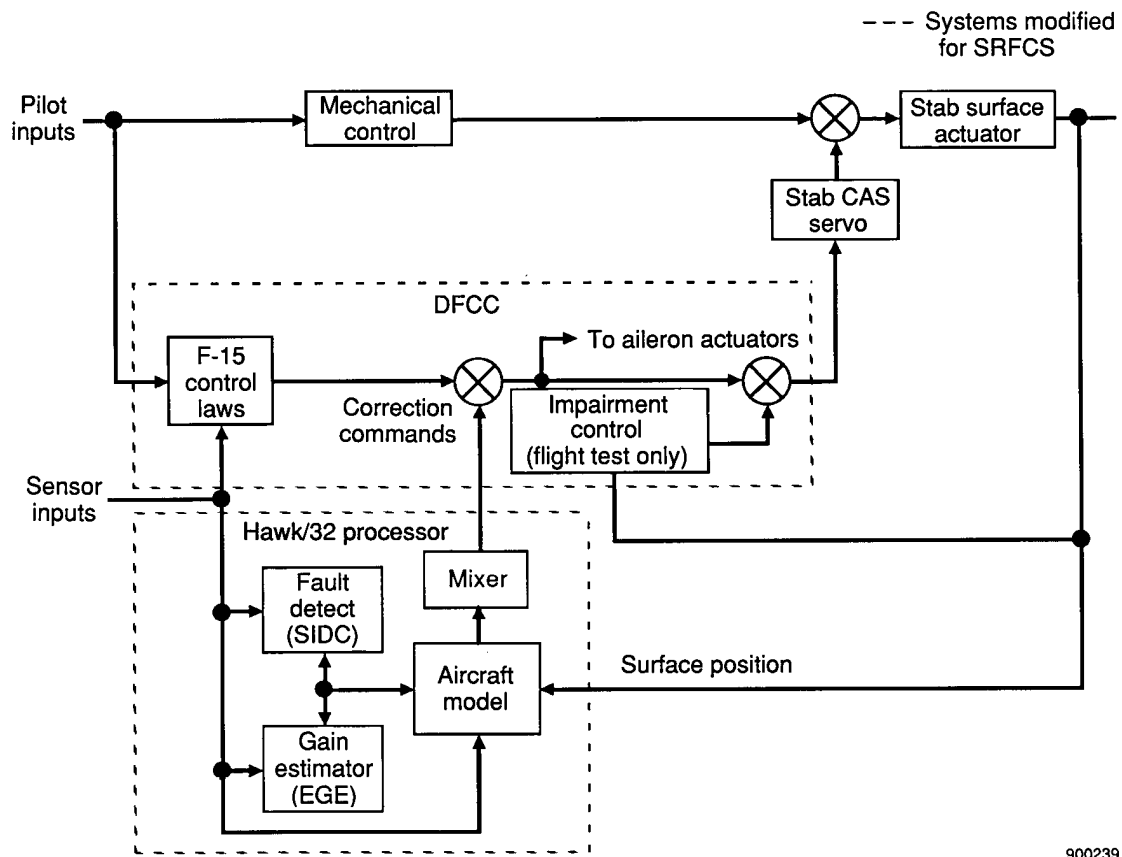 --- Systems modified
for SRFCS
Pilot
inputs
Mechanical
control
Stab surface
actuator
Stab CAS
servo
DFCC
F-15
control
laws
To aileron actuators
Correction
commands
Impairment
control
(flight test only)
Sensor
inputs
Hawk/32 processor
Mixer
Fault
detect
(SIDC)
Aircraft
model
Surface position
Gain
estimator
(EGE)
900239